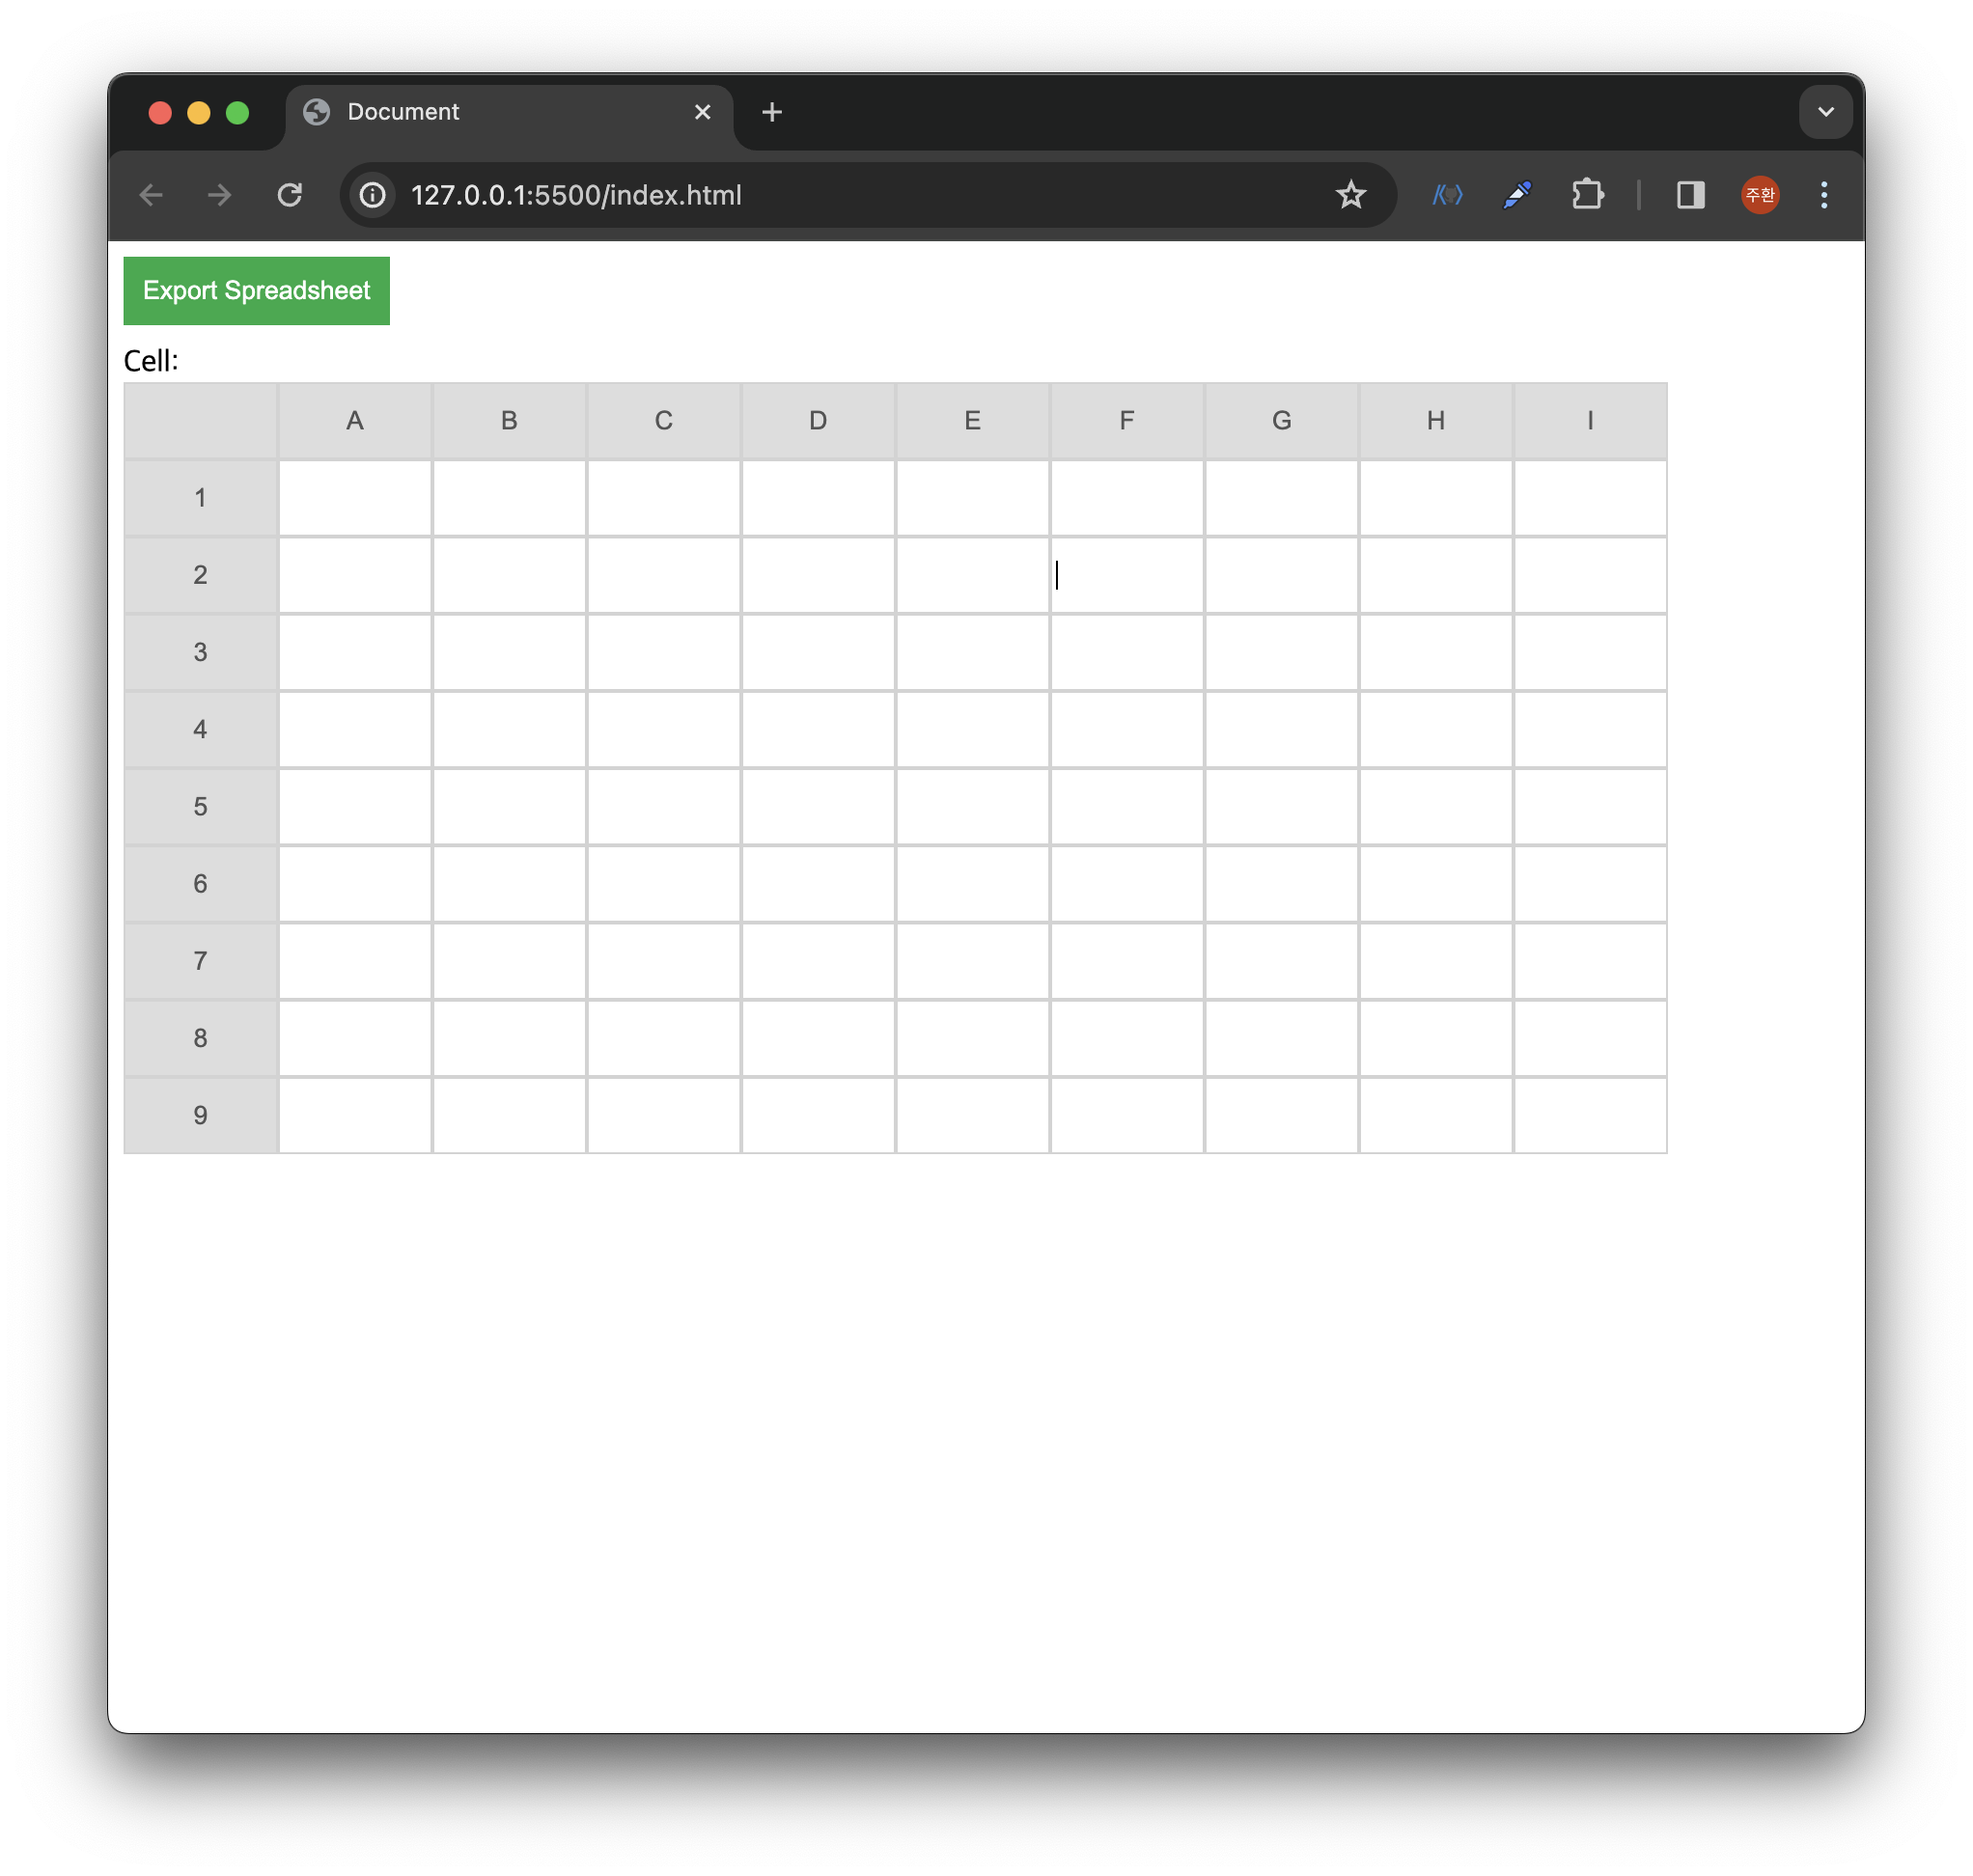 Document
127.0.0.1:5500/index.html
주환
Export Spreadsheet
Cell:
A B C D E F G H I
1
2
3
4
5
6
7
8
9